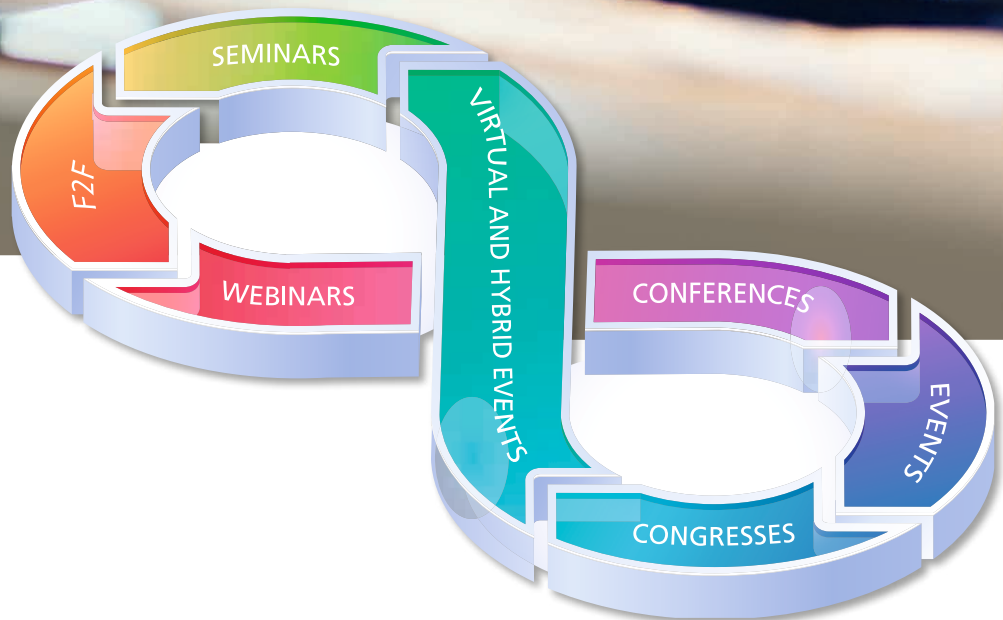 SEMINARS
F2F
WEBINARS
VIRTUAL AND HYBRID EVENTS
CONFERENCES
EVENTS
CONGRESSES